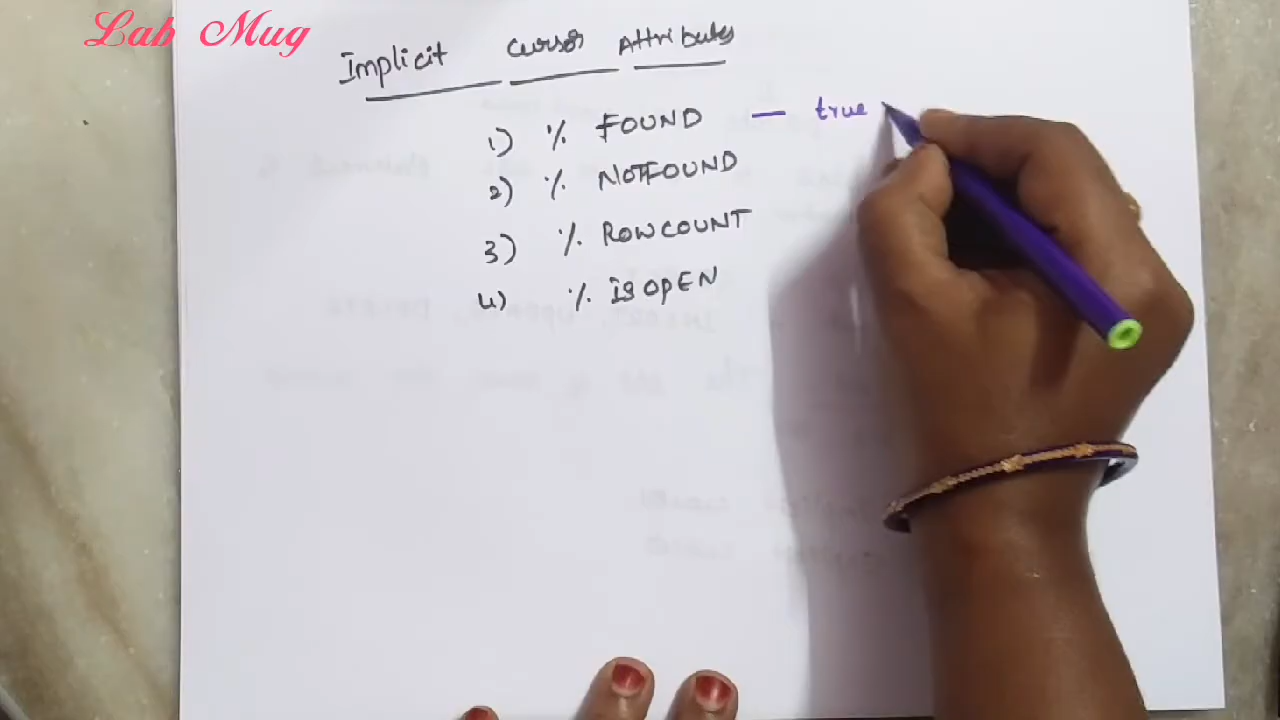 Lab Mug
Implicit cursor Attributes
1) % FOUND — true
2) % NOTFOUND
3) % ROWCOUNT
4) % ISOPEN